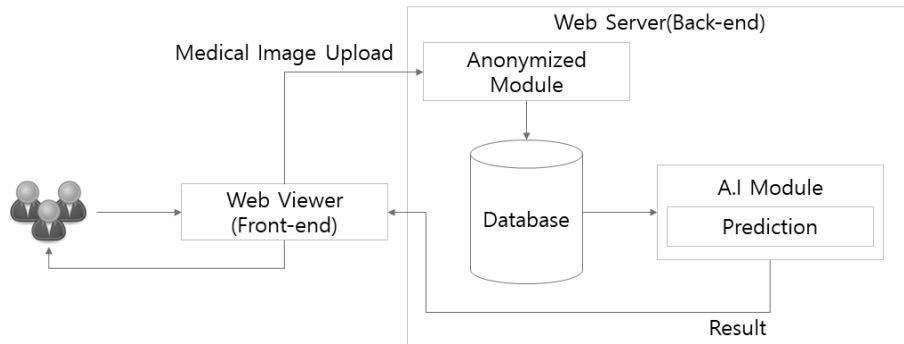 Web Server(Back-end)
Medical Image Upload
Anonymized
Module
Web Viewer
(Front-end)
Database
A.I Module
Prediction
Result